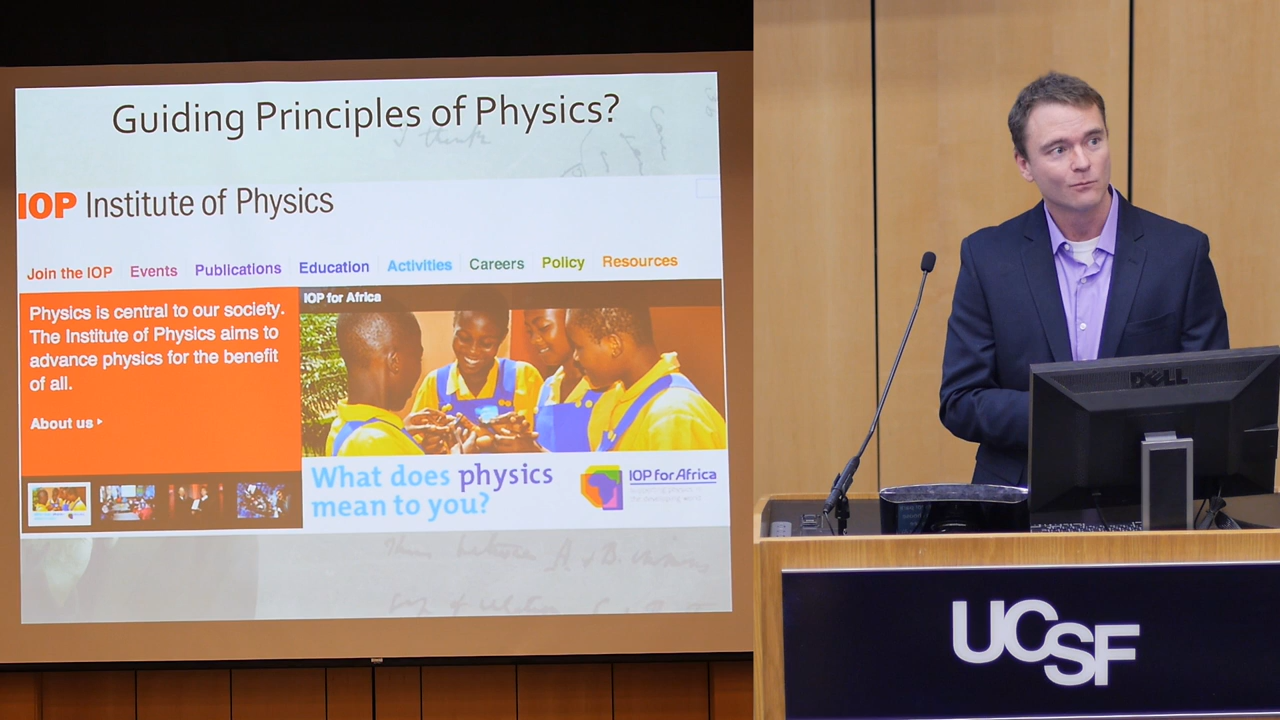 Guiding Principles of Physics?
I think
IOP Institute of Physics
Join the IOP Events Publications Education Activities Careers Policy Resources
Physics is central to our society.
The Institute of Physics aims to
advance physics for the benefit
of all.
About us
IOP for Africa
What does physics
mean to you?
IOP for Africa
between A & B
DELL
UCSF